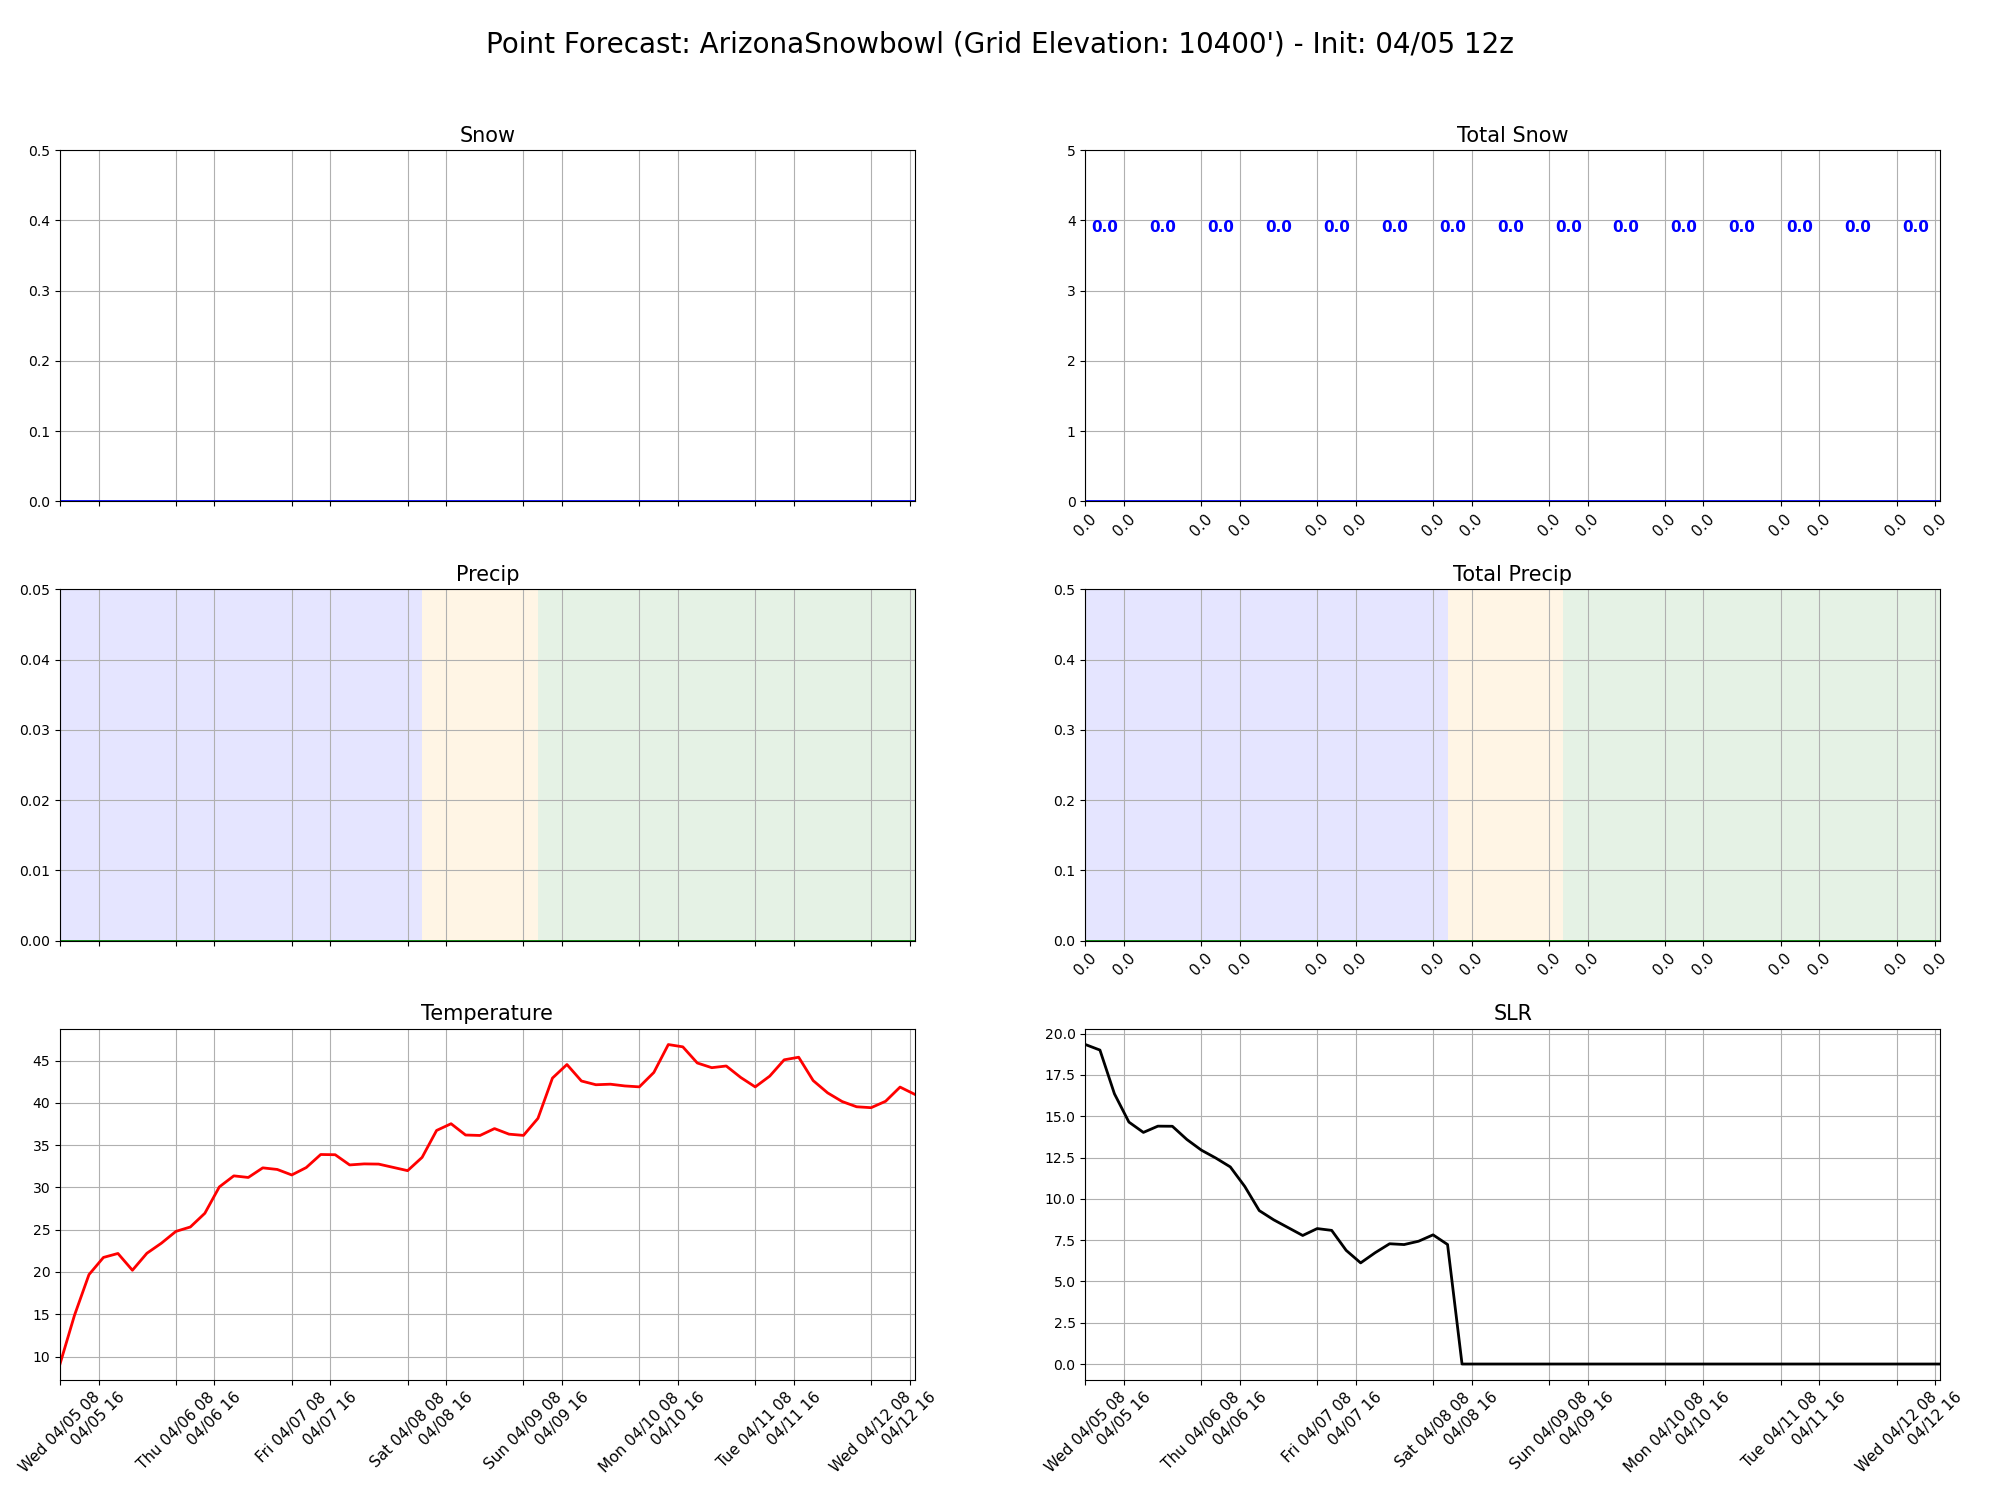 Point Forecast: ArizonaSnowbowl (Grid Elevation: 10400') - Init: 04/05 12z
Snow
0.5
0.4
0.3
0.2
0.1
0.0
Total Snow
5
4
3
2
1
0
0.0 0.0 0.0 0.0 0.0 0.0 0.0 0.0 0.0 0.0 0.0 0.0 0.0 0.0 0.0
0.0 0.0 0.0 0.0 0.0 0.0 0.0 0.0 0.0 0.0 0.0 0.0 0.0 0.0 0.0 0.0
Precip
0.05
0.04
0.03
0.02
0.01
0.00
Total Precip
0.5
0.4
0.3
0.2
0.1
0.0
0.0 0.0 0.0 0.0 0.0 0.0 0.0 0.0 0.0 0.0 0.0 0.0 0.0 0.0 0.0 0.0
Temperature
45
40
35
30
25
20
15
10
Wed 04/05 08
04/05 16
Thu 04/06 08
04/06 16
Fri 04/07 08
04/07 16
Sat 04/08 08
04/08 16
Sun 04/09 08
04/09 16
Mon 04/10 08
04/10 16
Tue 04/11 08
04/11 16
Wed 04/12 08
04/12 16
SLR
20.0
17.5
15.0
12.5
10.0
7.5
5.0
2.5
0.0
Wed 04/05 08
04/05 16
Thu 04/06 08
04/06 16
Fri 04/07 08
04/07 16
Sat 04/08 08
04/08 16
Sun 04/09 08
04/09 16
Mon 04/10 08
04/10 16
Tue 04/11 08
04/11 16
Wed 04/12 08
04/12 16